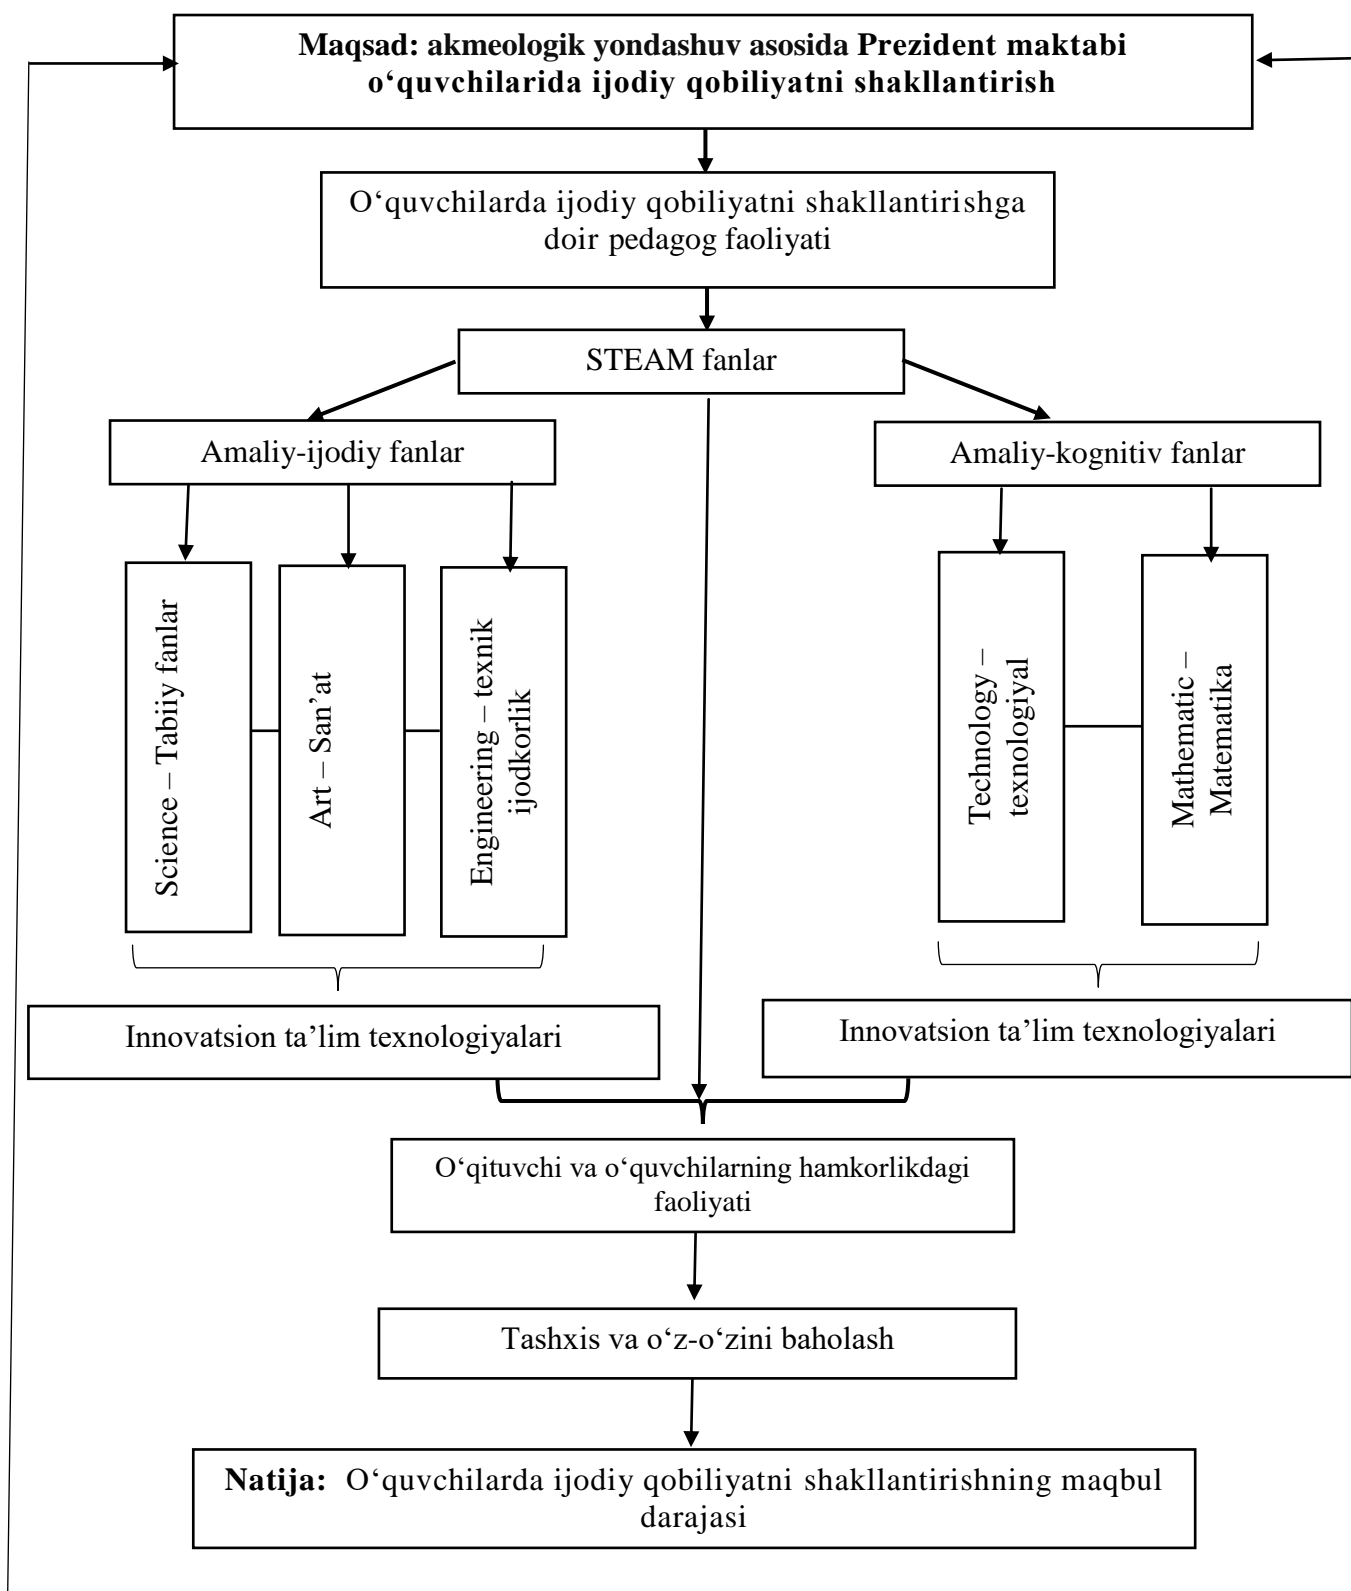 Maqsad: akmeologik yondashuv asosida Prezident maktabi
o‘quvchilarida ijodiy qobiliyatni shakllantirish
O‘quvchilarda ijodiy qobiliyatni shakllantirishga
doir pedagog faoliyati
STEAM fanlar
Amaliy-ijodiy fanlar
Amaliy-kognitiv fanlar
Science – Tabiiy fanlar
Art – San’at
Engineering – texnik
ijodkorlik
Technology –
texnologiyal
Mathematic –
Matematika
Innovatsion ta’lim texnologiyalari
Innovatsion ta’lim texnologiyalari
O‘qituvchi va o‘quvchilarning hamkorlikdagi
faoliyati
Tashxis va o‘z-o‘zini baholash
Natija: O‘quvchilarda ijodiy qobiliyatni shakllantirishning maqbul
darajasi